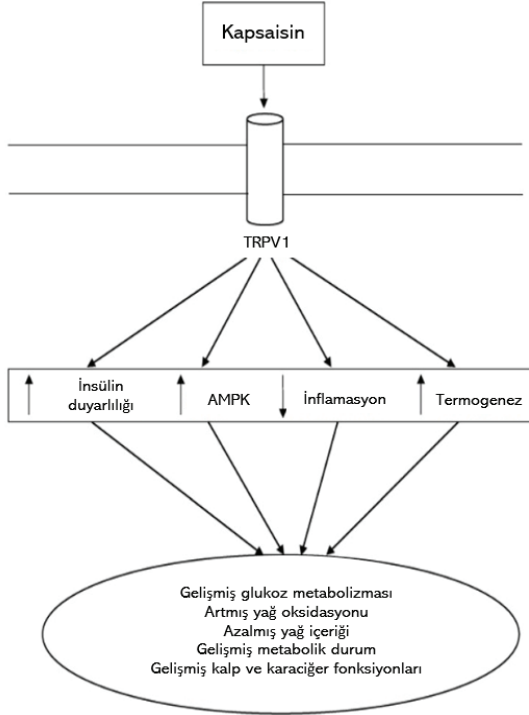 Kapsaisin
TRPV1
İnsülin
duyarlılığı
AMPK
İnflamasyon
Termogenez
Gelişmiş glukoz metabolizması
Artmış yağ oksidasyonu
Azalmış yağ içeriği
Gelişmiş metabolik durum
Gelişmiş kalp ve karaciğer fonksiyonları